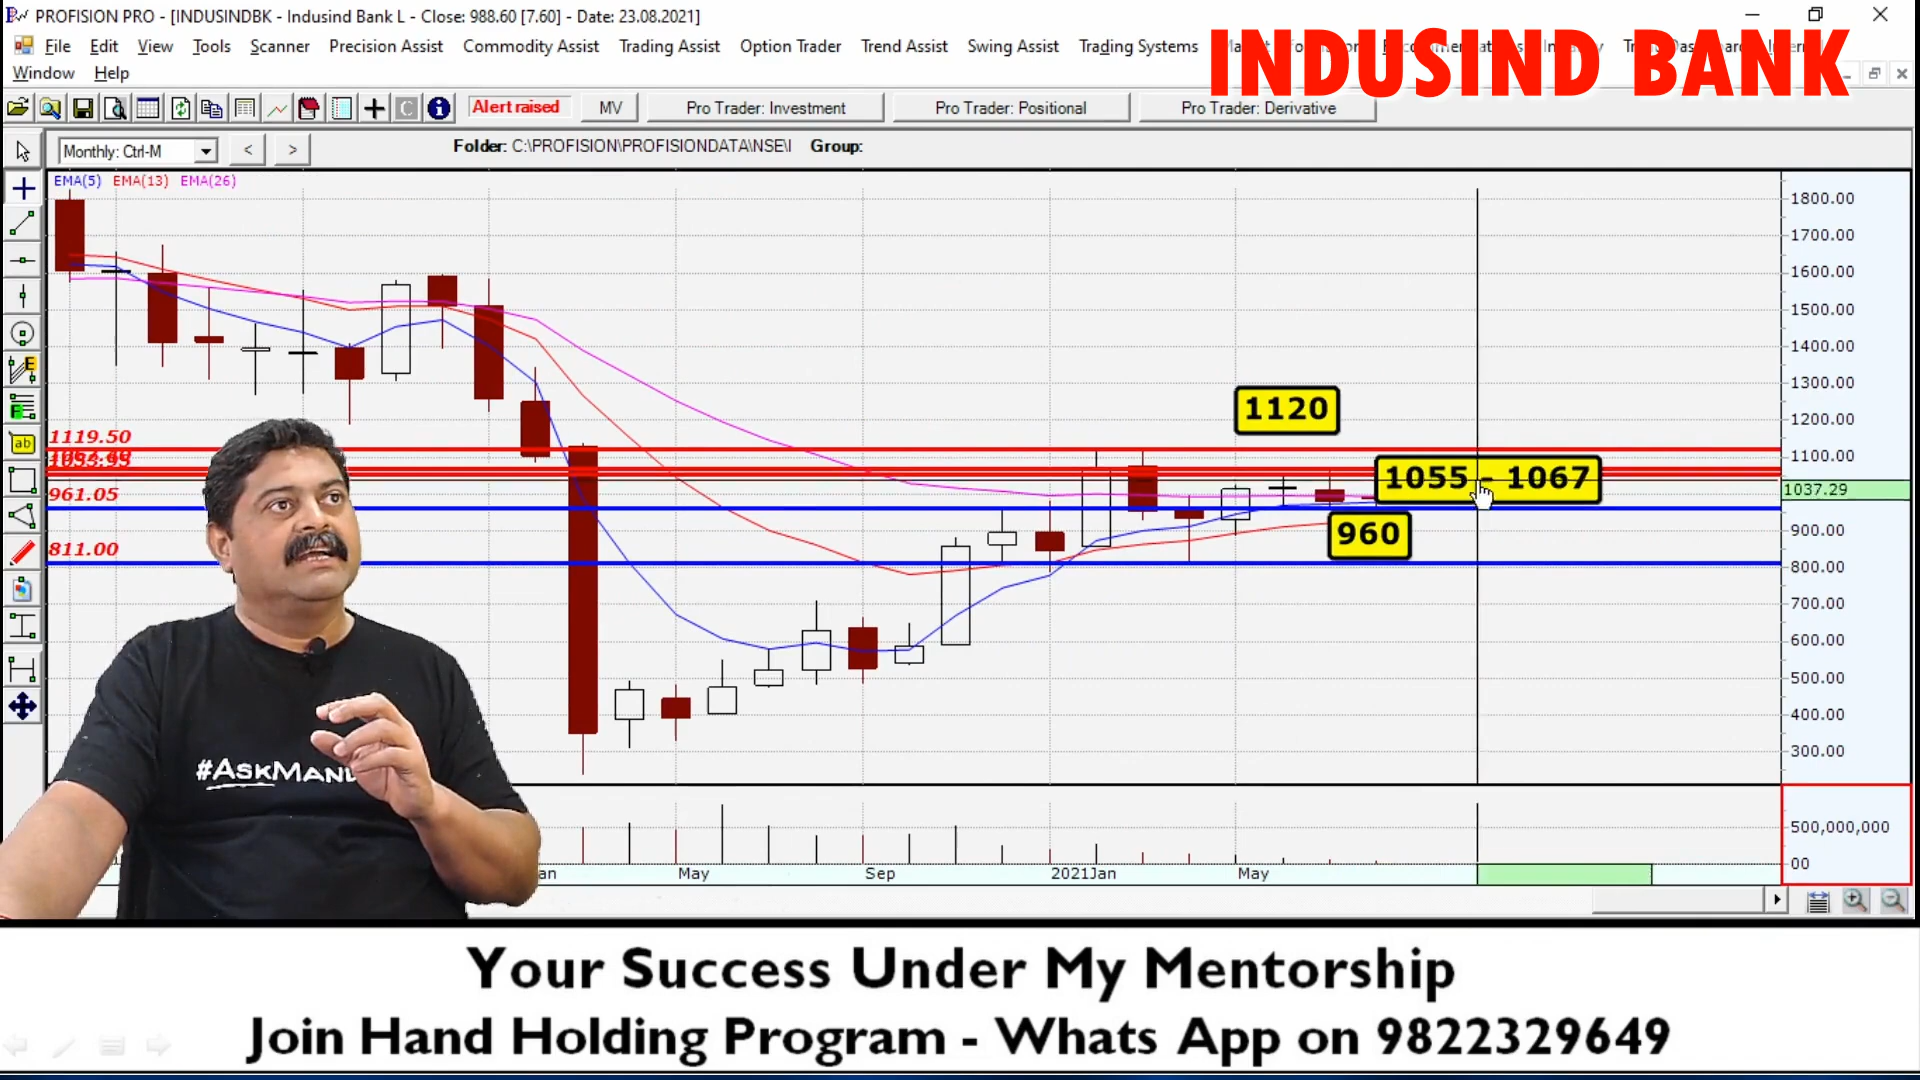 PROFISION PRO - [INDUSINDBK - Indusind Bank L - Close: 988.60 [7.60] - Date: 23.08.2021]
INDUSIND BANK
File Edit View Tools Scanner Precision Assist Commodity Assist Trading Assist Option Trader Trend Assist Swing Assist Trading Systems
Window Help
Alert raised MV Pro Trader: Investment Pro Trader: Positional Pro Trader: Derivative
Monthly: Ctrl-M < > Folder: C:\PROFISION\PROFISIONDATA\NSE\I Group:
EMA(5) EMA(13) EMA(26)
1800.00
1700.00
1600.00
1500.00
1400.00
1300.00
1200.00
1120
1119.50
1100.00
1053.95
1055 - 1067
1037.29
961.05
960
900.00
811.00
800.00
700.00
600.00
500.00
400.00
300.00
#AskMan
500,000,000
00
May Sep 2021Jan May
Your Success Under My Mentorship
Join Hand Holding Program - Whats App on 9822329649